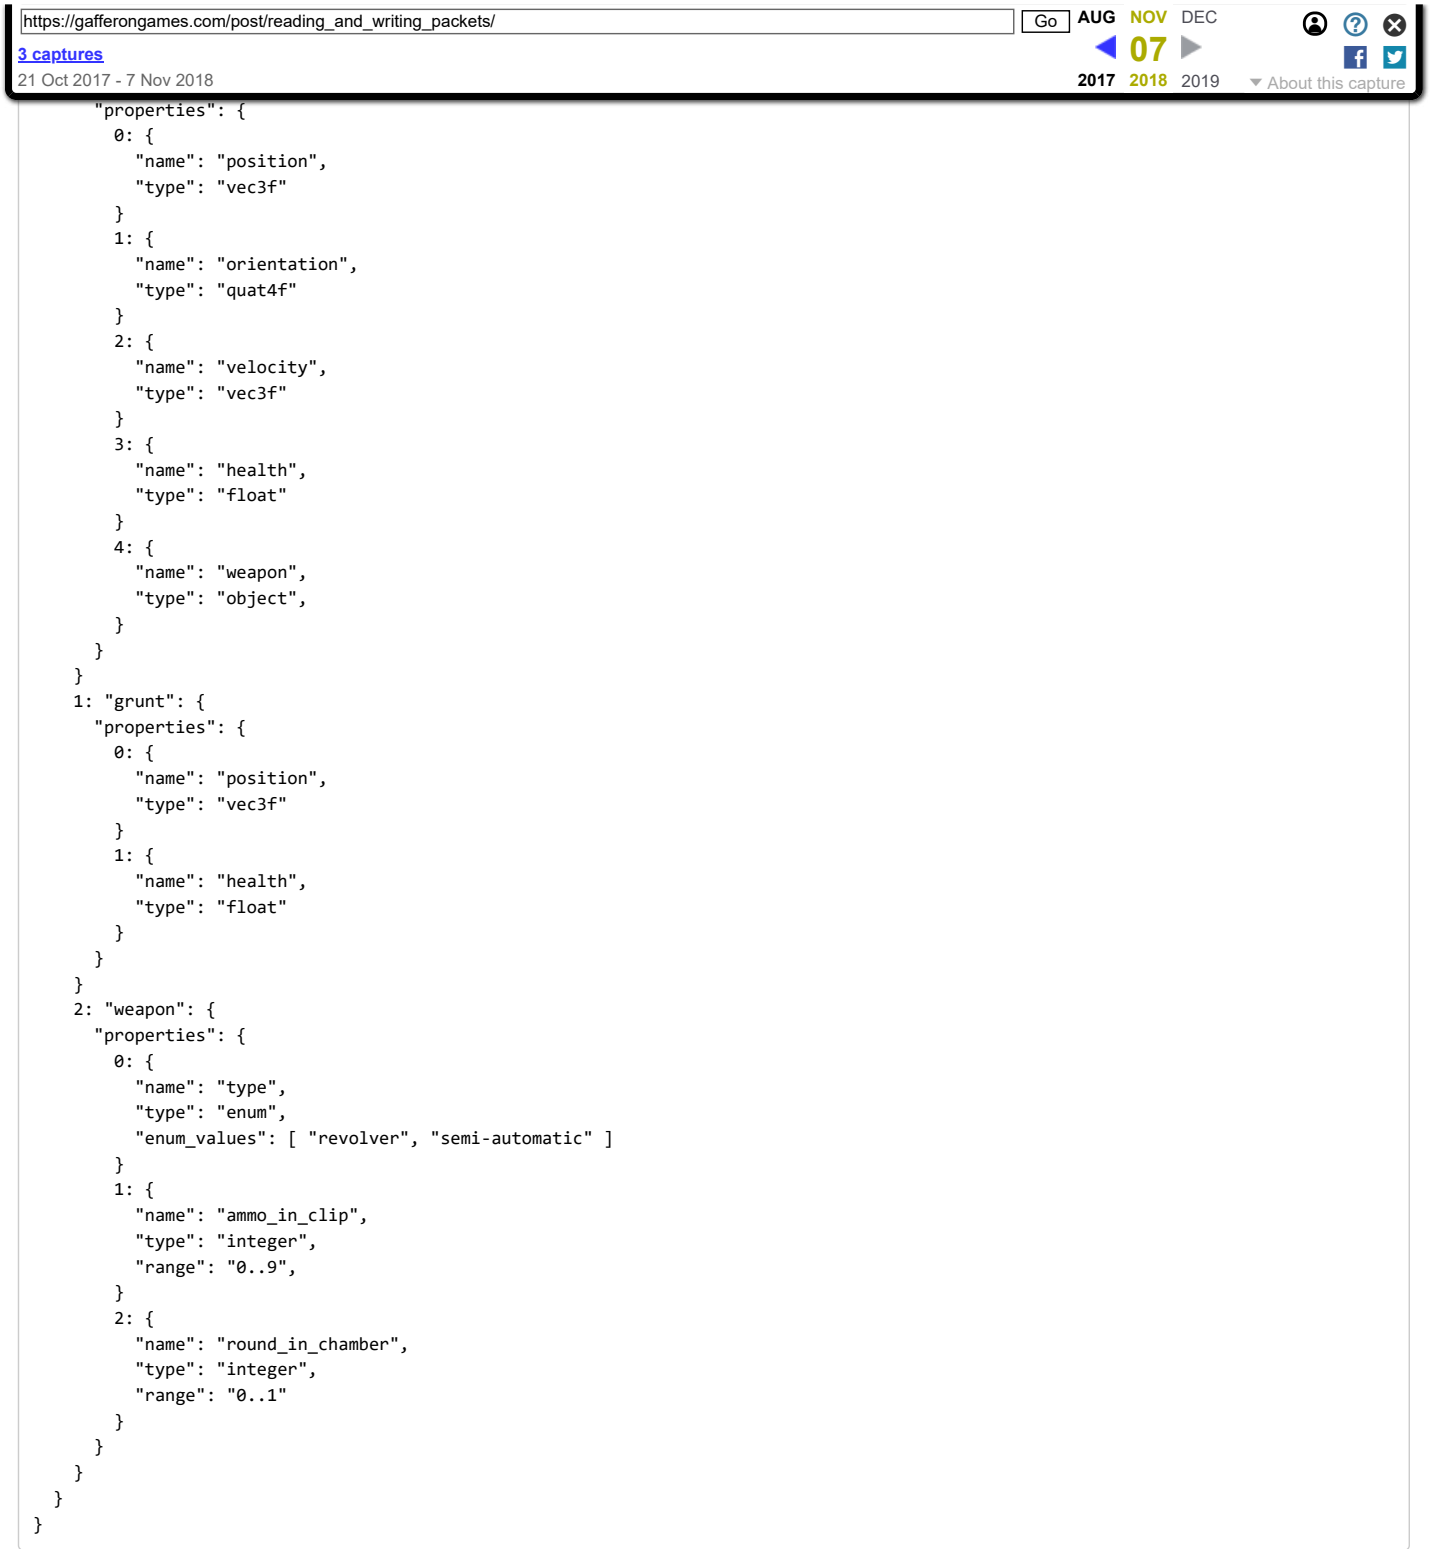 https://gafferongames.com/post/reading_and_writing_packets/ Go AUG NOV DEC
3 captures 07
21 Oct 2017 - 7 Nov 2018 2017 2018 2019 About this capture
"properties": {
0: {
"name": "position",
"type": "vec3f"
}
1: {
"name": "orientation",
"type": "quat4f"
}
2: {
"name": "velocity",
"type": "vec3f"
}
3: {
"name": "health",
"type": "float"
}
4: {
"name": "weapon",
"type": "object",
}
}
}
1: "grunt": {
"properties": {
0: {
"name": "position",
"type": "vec3f"
}
1: {
"name": "health",
"type": "float"
}
}
}
2: "weapon": {
"properties": {
0: {
"name": "type",
"type": "enum",
"enum_values": [ "revolver", "semi-automatic" ]
}
1: {
"name": "ammo_in_clip",
"type": "integer",
"range": "0..9",
}
2: {
"name": "round_in_chamber",
"type": "integer",
"range": "0..1"
}
}
}
}
}